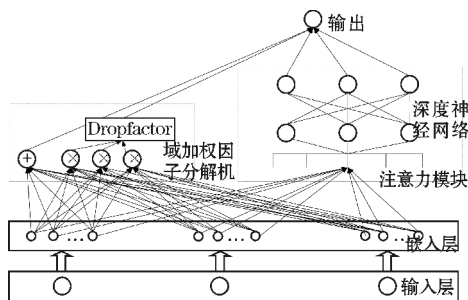 输出
深度神
经网络
Dropfactor
域加权因
子分解机
注意力模块
嵌入层
输入层